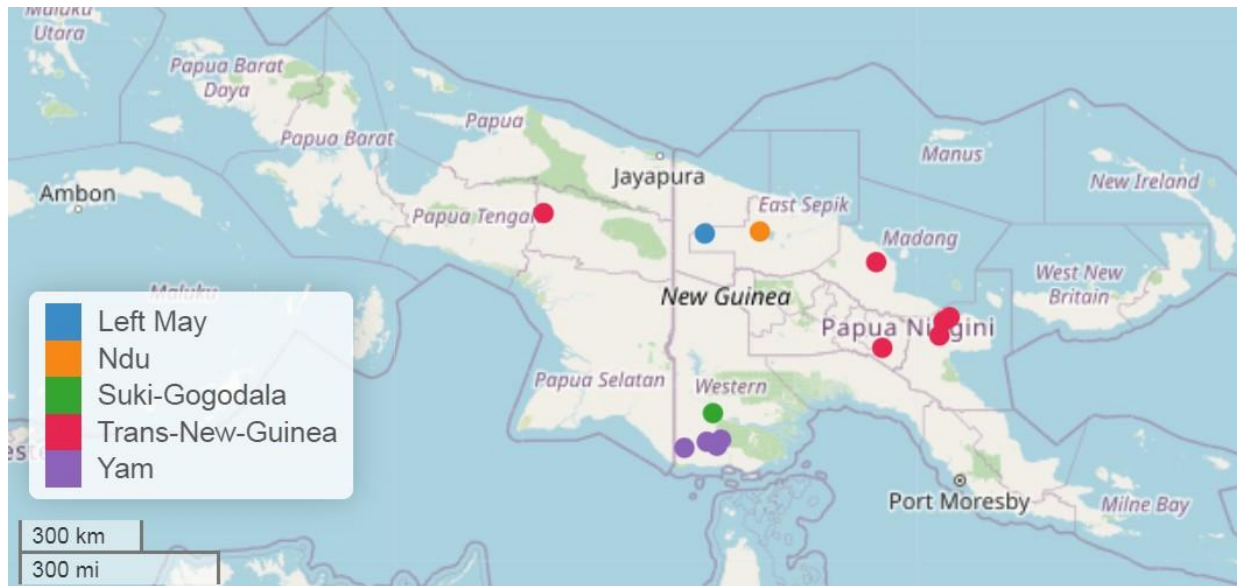 Maluku
Utara
Papua Barat
Daya
Papua Barat
Papua
Manus
Jayapura
New Ireland
Ambon
Papua Tengah
East Sepik
Madang
Maluku
West New
Britain
New Guinea
Left May
Ndu
Suki-Gogodala
Trans-New-Guinea
Yam
Papua Selatan
Western
Port Moresby
Milne Bay
300 km
300 mi